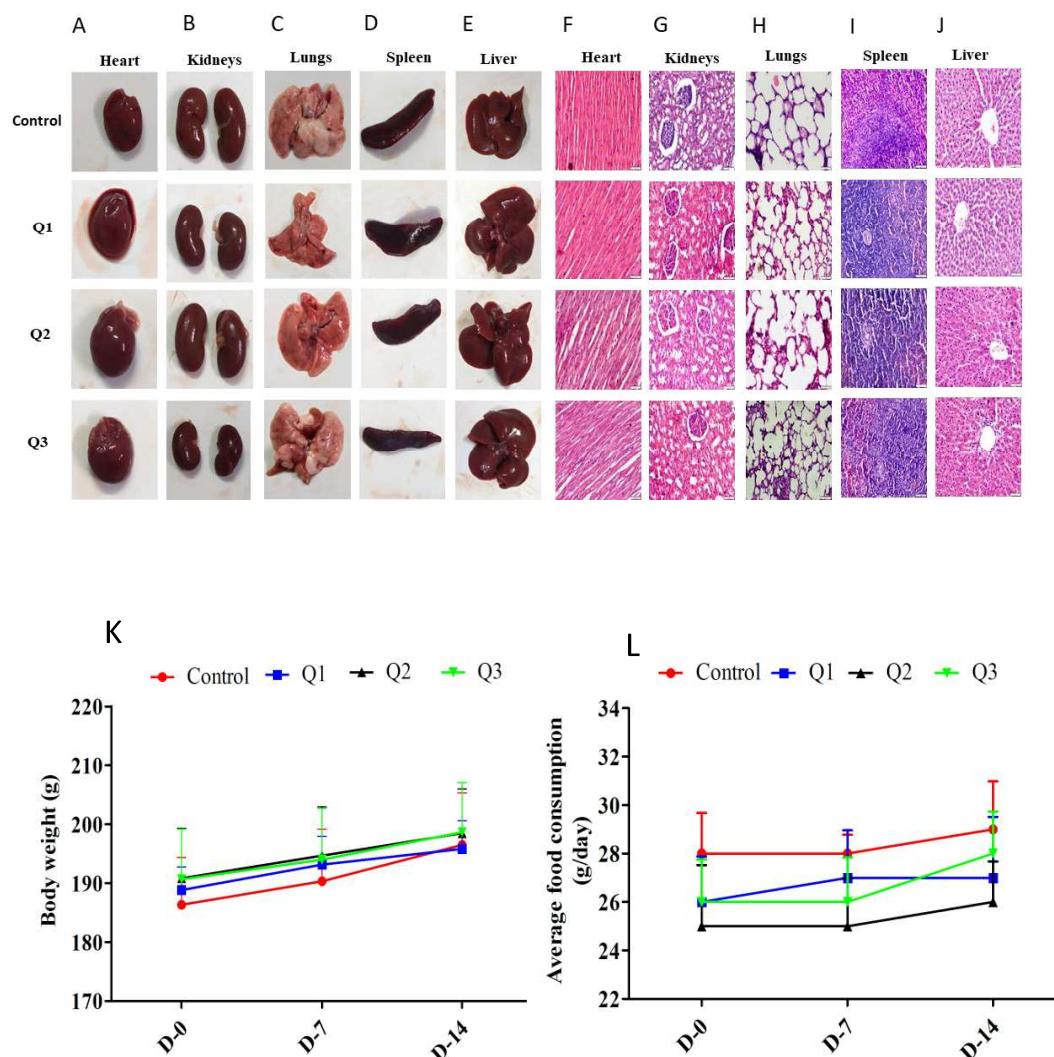 A B C D E F G H I J
Heart Kidneys Lungs Spleen Liver Heart Kidneys Lungs Spleen Liver
Control
Q1
Q2
Q3
K
Control Q1 Q2 Q3
220
210
200
190
180
170
Body weight (g)
D-0 D-7 D-14
L
Control Q1 Q2 Q3
34
32
30
28
26
24
22
Average food consumption
(g/day)
D-0 D-7 D-14